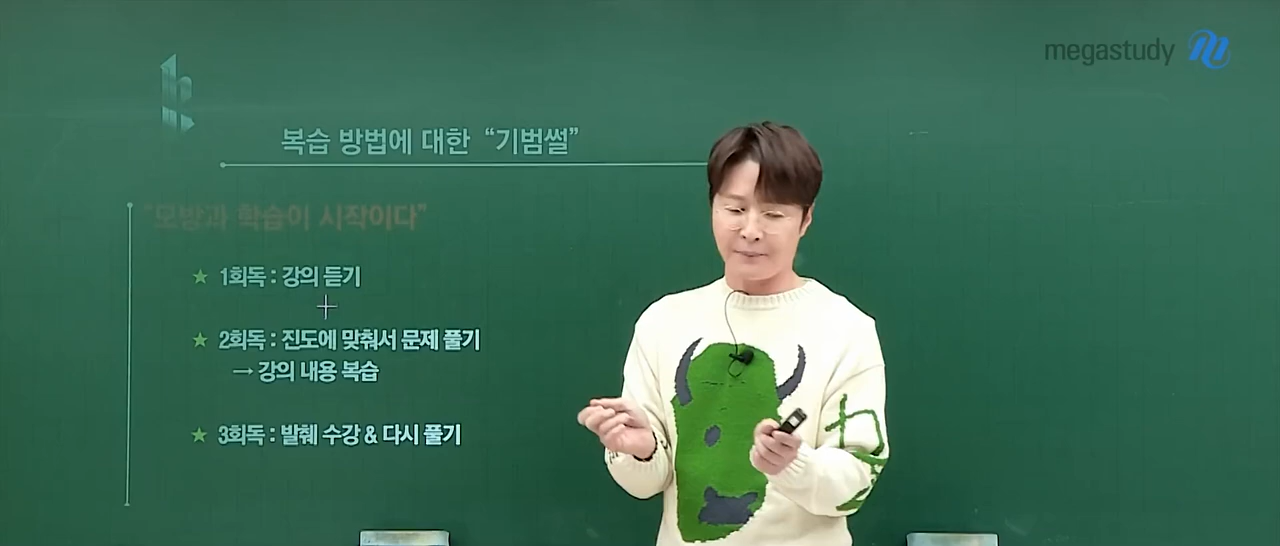 megastudy
복습 방법에 대한 “기범썰”
“모방과 학습이 시작이다”
★ 1회독 : 강의 듣기
+
★ 2회독 : 진도에 맞춰서 문제 풀기
→ 강의 내용 복습
★ 3회독 : 발췌 수강 & 다시 풀기